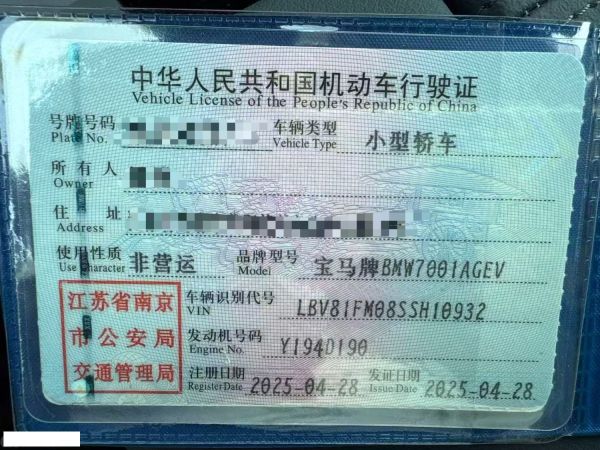 中华人民共和国机动车行驶证
Vehicle License of the People's Republic of China
号牌号码 车辆类型 小型轿车
Plate No. Vehicle Type
所有人
Owner
住址
Address
使用性质 非营运 品牌型号 宝马牌BMW7001AGEV
Use Character Model
江苏省南京市公安局交通管理局
车辆识别代号 LBV81FM08SSH10932
VIN
发动机号码 Y194D190
Engine No.
注册日期 2025-04-28 发证日期 2025-04-28
Register Date Issue Date